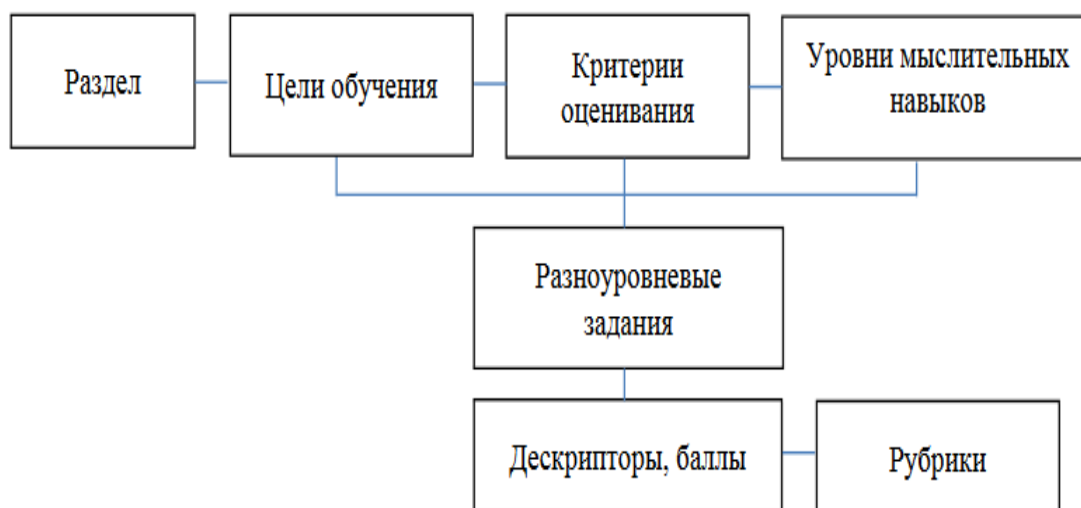 Раздел
Цели обучения
Критерии
оценивания
Уровни мыслительных
навыков
Разноуровневые
задания
Дескрипторы, баллы
Рубрики